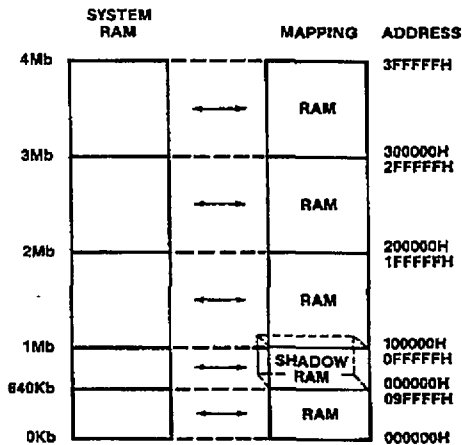 SYSTEM
RAM
MAPPING
ADDRESS
4Mb
3FFFFFH
RAM
3Mb
300000H
2FFFFFH
RAM
2Mb
200000H
1FFFFFH
RAM
1Mb
100000H
0FFFFFH
SHADOW
RAM
640Kb
000000H
09FFFFH
RAM
0Kb
000000H